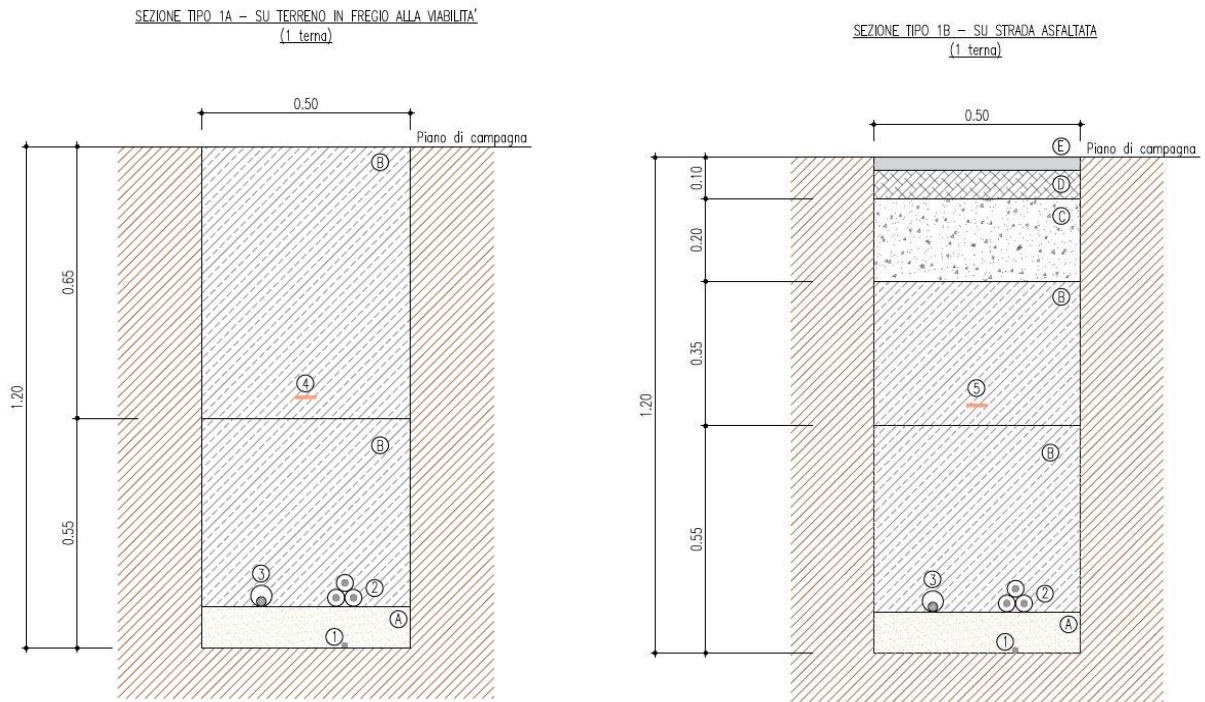 SEZIONE TIPO 1A – SU TERRENO IN FREGIO ALLA VIABILITA'
(1 terna)
0.50
Piano di campagna
B
0.65
4
1.20
B
0.55
3
2
A
1
SEZIONE TIPO 1B – SU STRADA ASFALTATA
(1 terna)
0.50
E
Piano di campagna
0.10
D
C
0.20
B
0.35
5
1.20
B
0.55
3
2
A
1